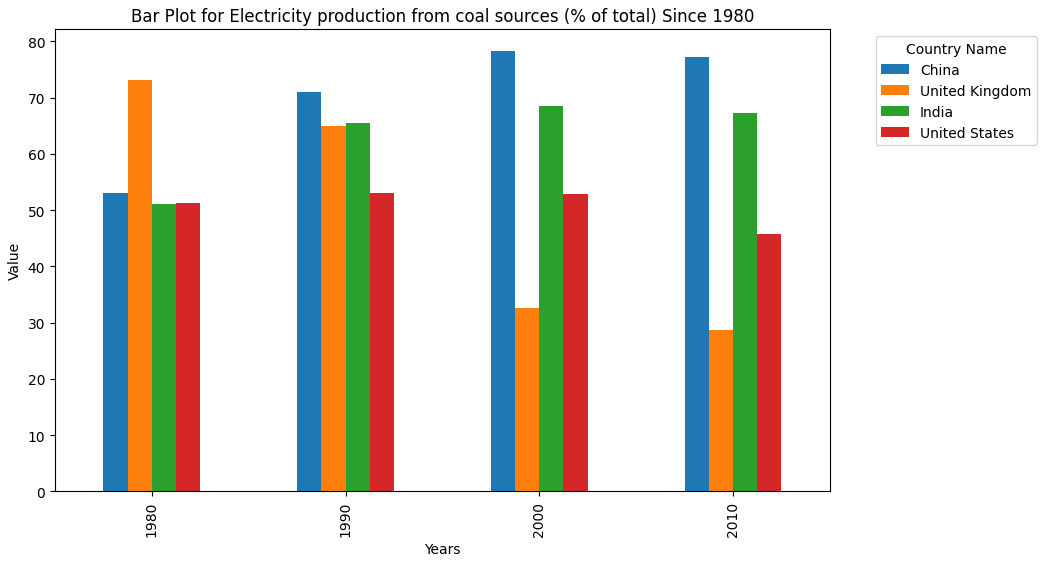 Bar Plot for Electricity production from coal sources (% of total) Since 1980
Country Name
China
United Kingdom
India
United States
Value
80
70
60
50
40
30
20
10
0
1980
1990
2000
2010
Years